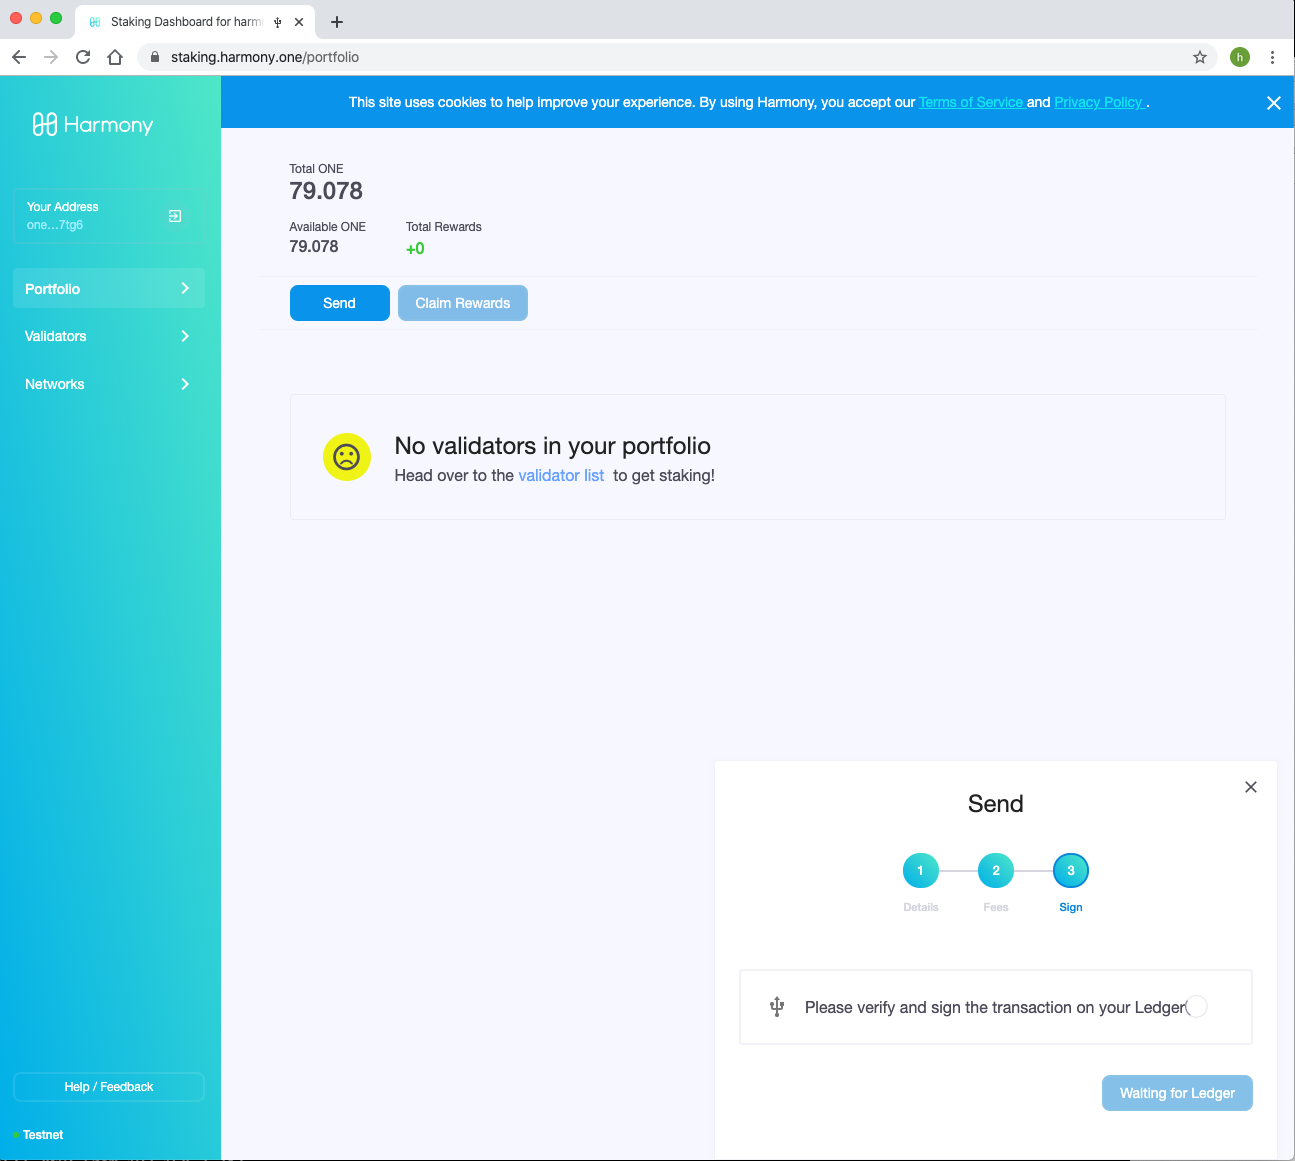 Staking Dashboard for harm
staking.harmony.one/portfolio
h
This site uses cookies to help improve your experience. By using Harmony, you accept our Terms of Service and Privacy Policy .
Harmony
Your Address
one...7tg6
Portfolio
Validators
Networks
Total ONE
79.078
Available ONE
Total Rewards
79.078
+0
Send
Claim Rewards
No validators in your portfolio
Head over to the validator list to get staking!
Send
1
2
3
Details
Fees
Sign
Please verify and sign the transaction on your Ledger
Waiting for Ledger
Help / Feedback
Testnet